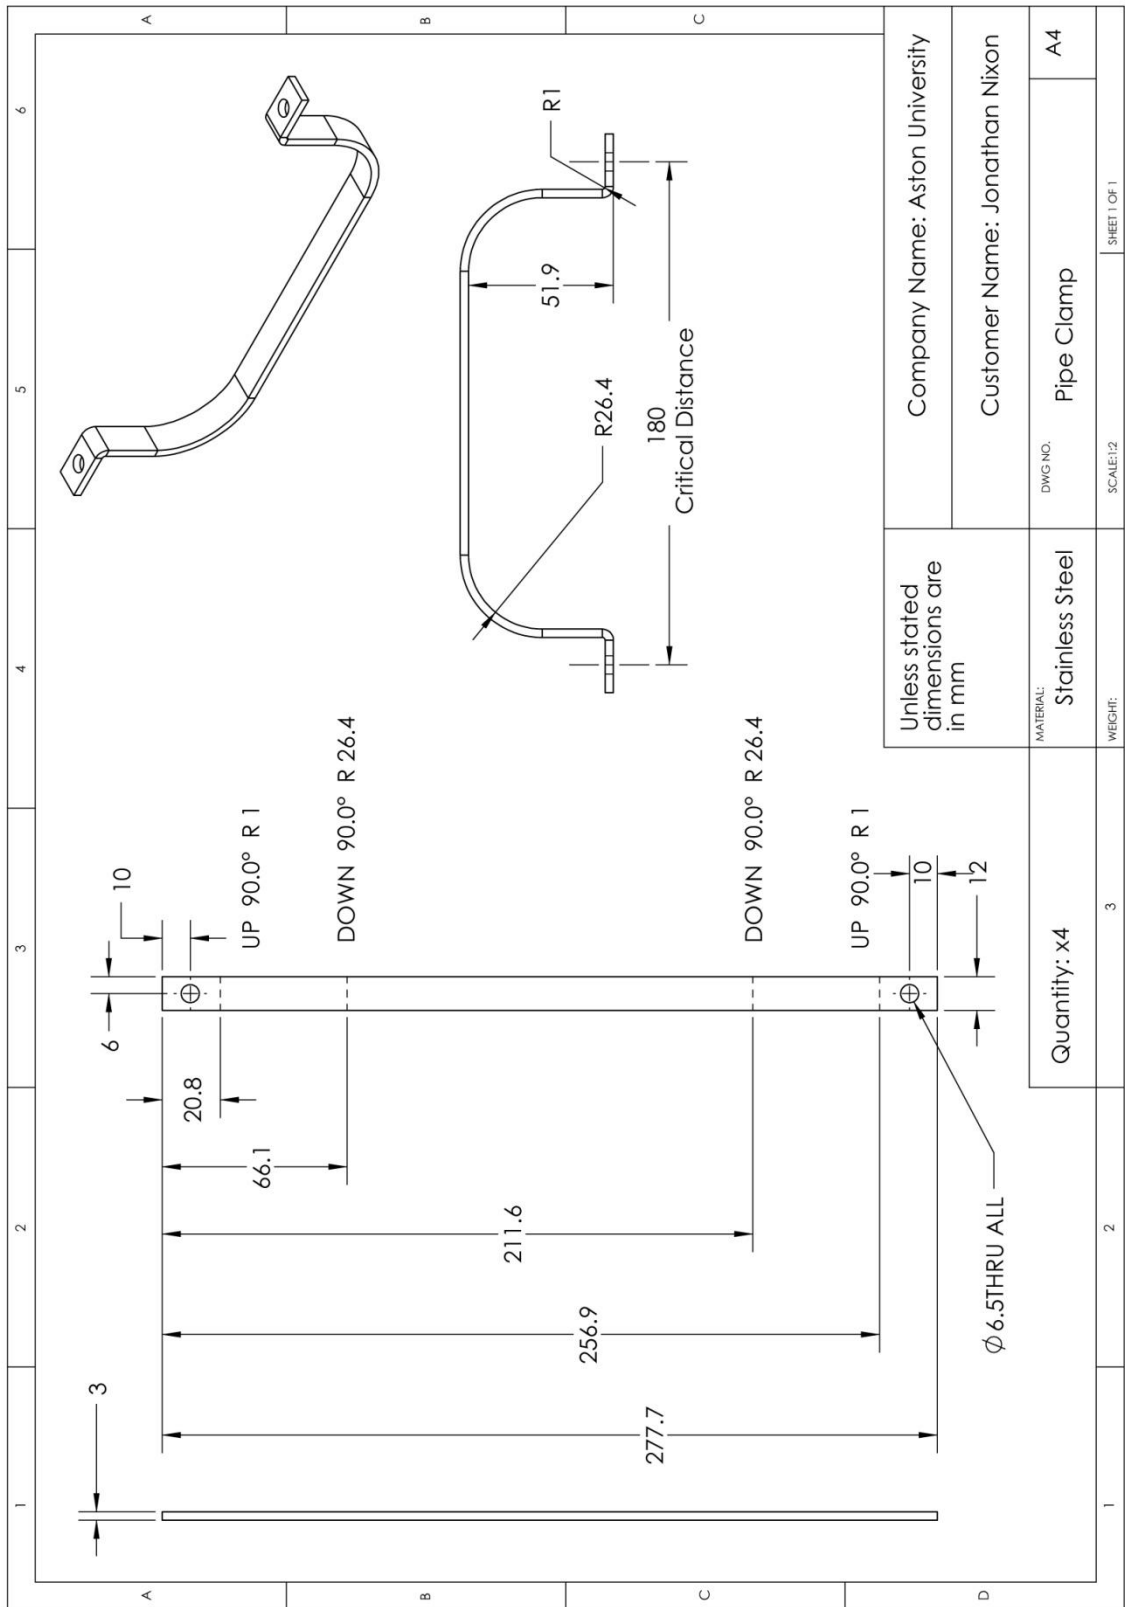 6
5
4
3
2
1
A
B
C
R1
51.9
R26.4
180
Critical Distance
10
6
20.8
66.1
211.6
256.9
277.7
3
UP 90.0° R 1
DOWN 90.0° R 26.4
DOWN 90.0° R 26.4
UP 90.0° R 1
10
12
Ø 6.5THRU ALL
A
B
C
D
Unless stated
dimensions are
in mm
Company Name: Aston University
Customer Name: Jonathan Nixon
Quantity: x4
MATERIAL:
Stainless Steel
DWG NO.
Pipe Clamp
A4
WEIGHT:
SCALE:1:2
SHEET 1 OF 1
3
2
1